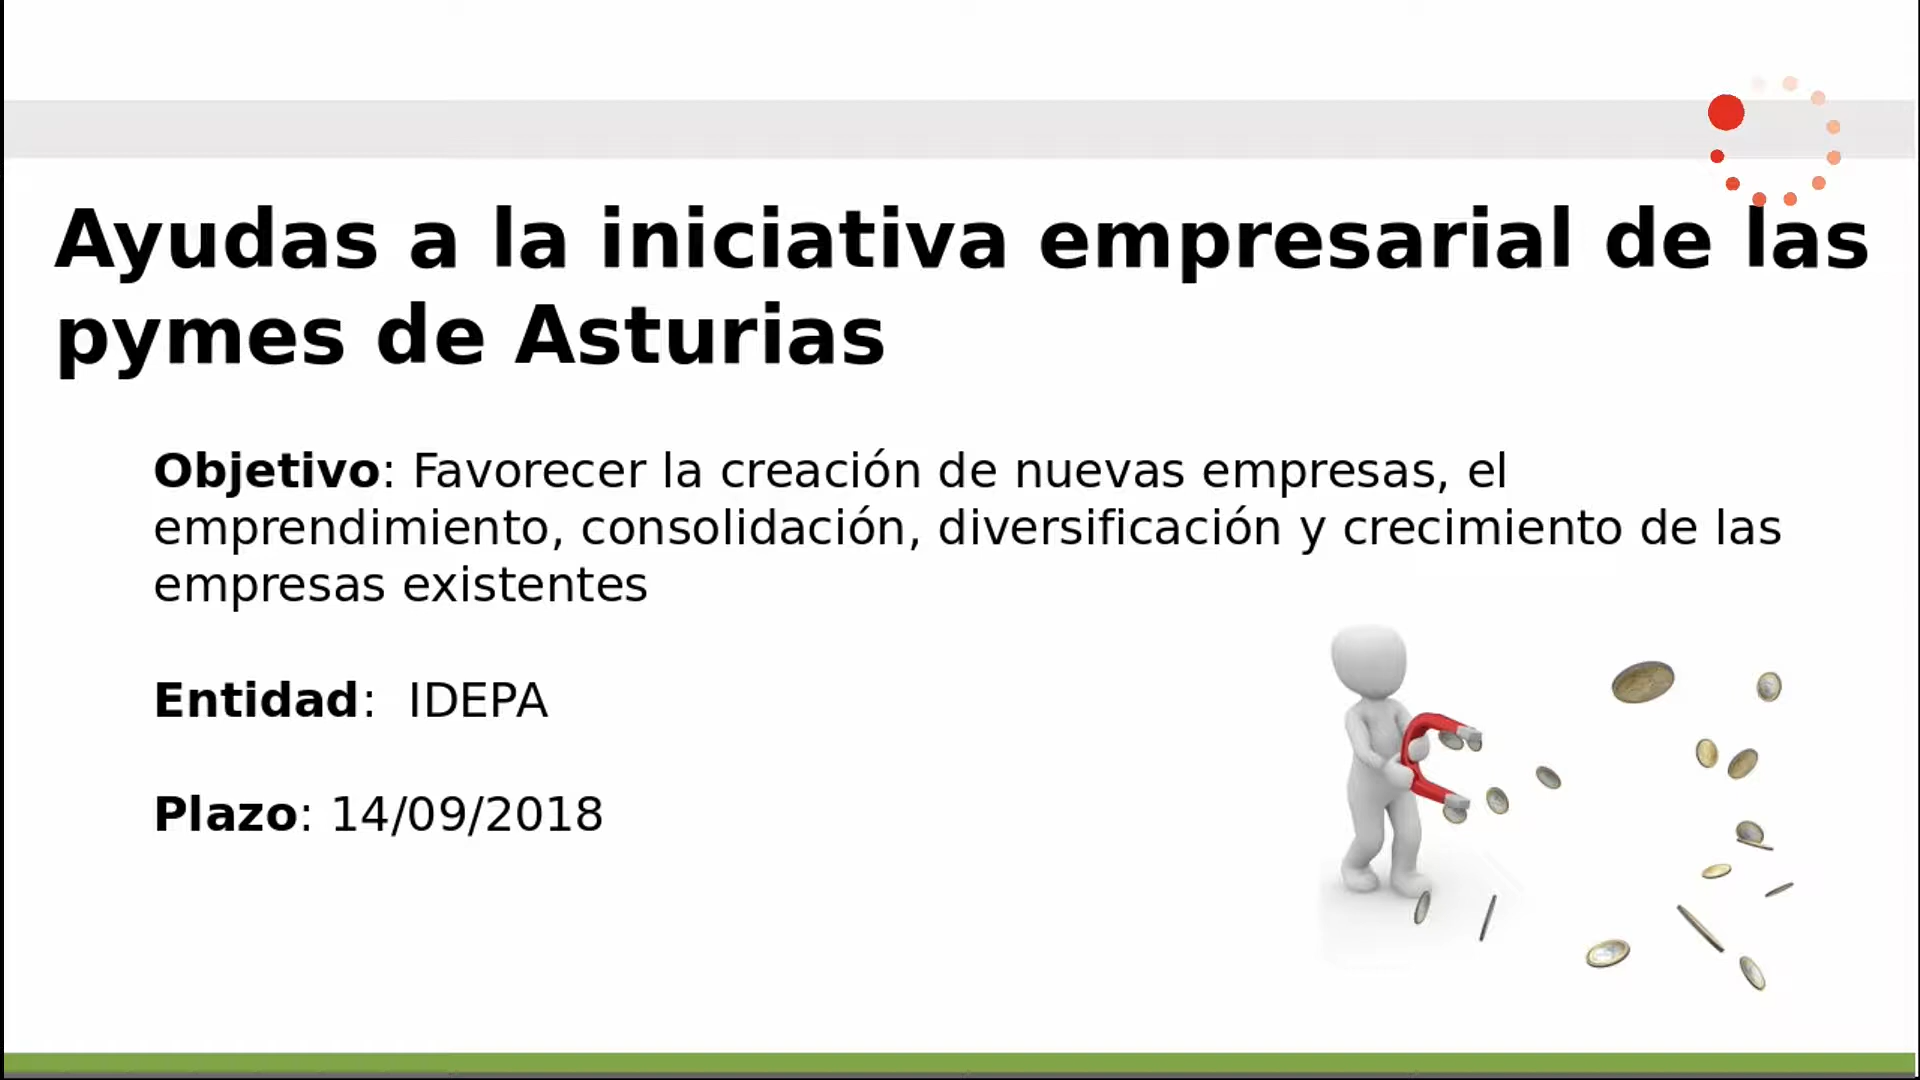 Ayudas a la iniciativa empresarial de las
pymes de Asturias
Objetivo: Favorecer la creación de nuevas empresas, el
emprendimiento, consolidación, diversificación y crecimiento de las
empresas existentes
Entidad:  IDEPA
Plazo: 14/09/2018